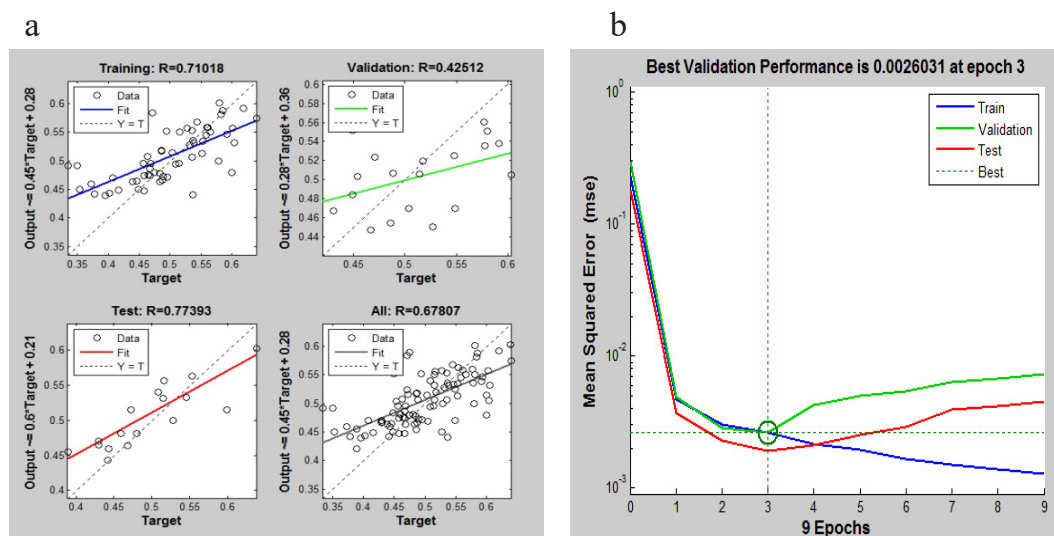 a
Training: R=0.71018
Output ~= 0.45*Target + 0.28
0.6
0.55
0.5
0.45
0.4
0.35
Data
Fit
Y = T
0.35 0.4 0.45 0.5 0.55 0.6
Target
Validation: R=0.42512
Output ~= 0.28*Target + 0.36
0.6
0.58
0.56
0.54
0.52
0.5
0.48
0.46
0.44
0.42
Data
Fit
Y = T
0.45 0.5 0.55 0.6
Target
Test: R=0.77393
Output ~= 0.6*Target + 0.21
0.6
0.55
0.5
0.45
0.4
Data
Fit
Y = T
0.4 0.45 0.5 0.55 0.6
Target
All: R=0.67807
Output ~= 0.45*Target + 0.28
0.6
0.55
0.5
0.45
0.4
0.35
Data
Fit
Y = T
0.35 0.4 0.45 0.5 0.55 0.6
Target
b
Best Validation Performance is 0.0026031 at epoch 3
Mean Squared Error (mse)
10^0
10^-1
10^-2
10^-3
Train
Validation
Test
Best
0 1 2 3 4 5 6 7 8 9
9 Epochs